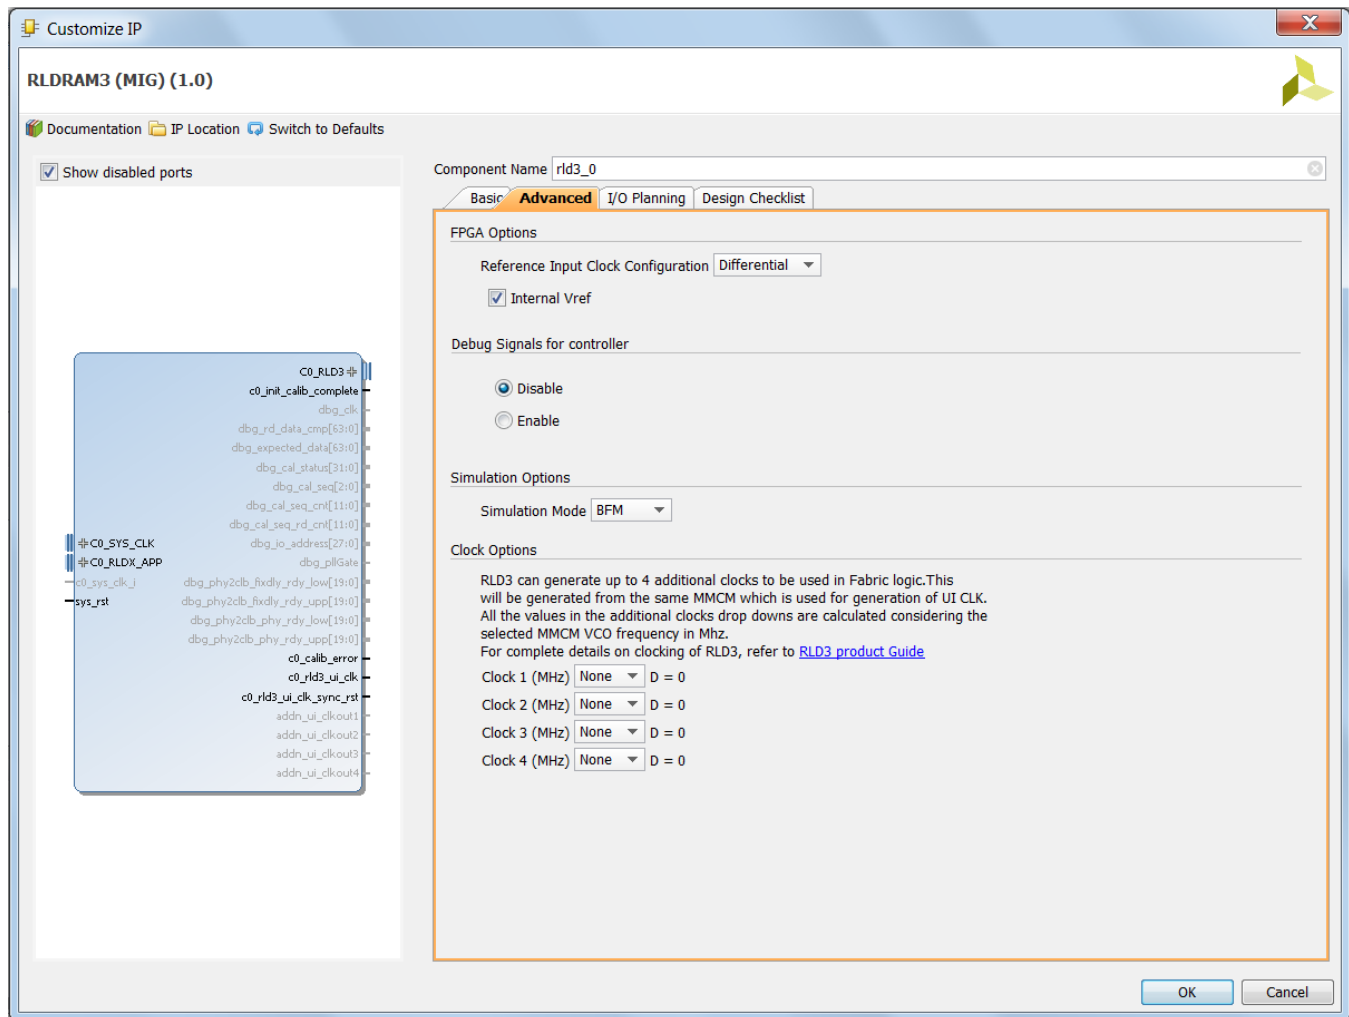 Customize IP
RLDRAM3 (MIG) (1.0)
Documentation IP Location Switch to Defaults
Show disabled ports
C0_RLD3
c0_init_calib_complete
dbg_clk
dbg_rd_data_cmp[63:0]
dbg_expected_data[63:0]
dbg_cal_status[31:0]
dbg_cal_seq[2:0]
dbg_cal_seq_cnt[11:0]
dbg_cal_seq_rd_cnt[11:0]
C0_SYS_CLK dbg_io_address[27:0]
C0_RLDX_APP dbg_pllGate
c0_sys_clk_i dbg_phy2clb_fixdly_rdy_low[19:0]
sys_rst dbg_phy2clb_fixdly_rdy_upp[19:0]
dbg_phy2clb_phy_rdy_low[19:0]
dbg_phy2clb_phy_rdy_upp[19:0]
c0_calib_error
c0_rld3_ui_clk
c0_rld3_ui_clk_sync_rst
addn_ui_clkout1
addn_ui_clkout2
addn_ui_clkout3
addn_ui_clkout4
Component Name rld3_0
Basic Advanced I/O Planning Design Checklist
FPGA Options
Reference Input Clock Configuration Differential
Internal Vref
Debug Signals for controller
Disable
Enable
Simulation Options
Simulation Mode BFM
Clock Options
RLD3 can generate up to 4 additional clocks to be used in Fabric logic.This
will be generated from the same MMCM which is used for generation of UI CLK.
All the values in the additional clocks drop downs are calculated considering the
selected MMCM VCO frequency in Mhz.
For complete details on clocking of RLD3, refer to RLD3 product Guide
Clock 1 (MHz) None D = 0
Clock 2 (MHz) None D = 0
Clock 3 (MHz) None D = 0
Clock 4 (MHz) None D = 0
OK Cancel